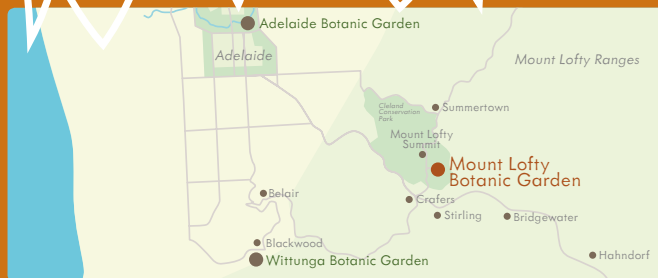 Adelaide Botanic Garden
Adelaide
Mount Lofty Ranges
Cleland
Conservation
Park
Summertown
Mount Lofty
Summit
Mount Lofty
Botanic Garden
Belair
Crafers
Stirling
Bridgewater
Blackwood
Wittunga Botanic Garden
Hahndorf